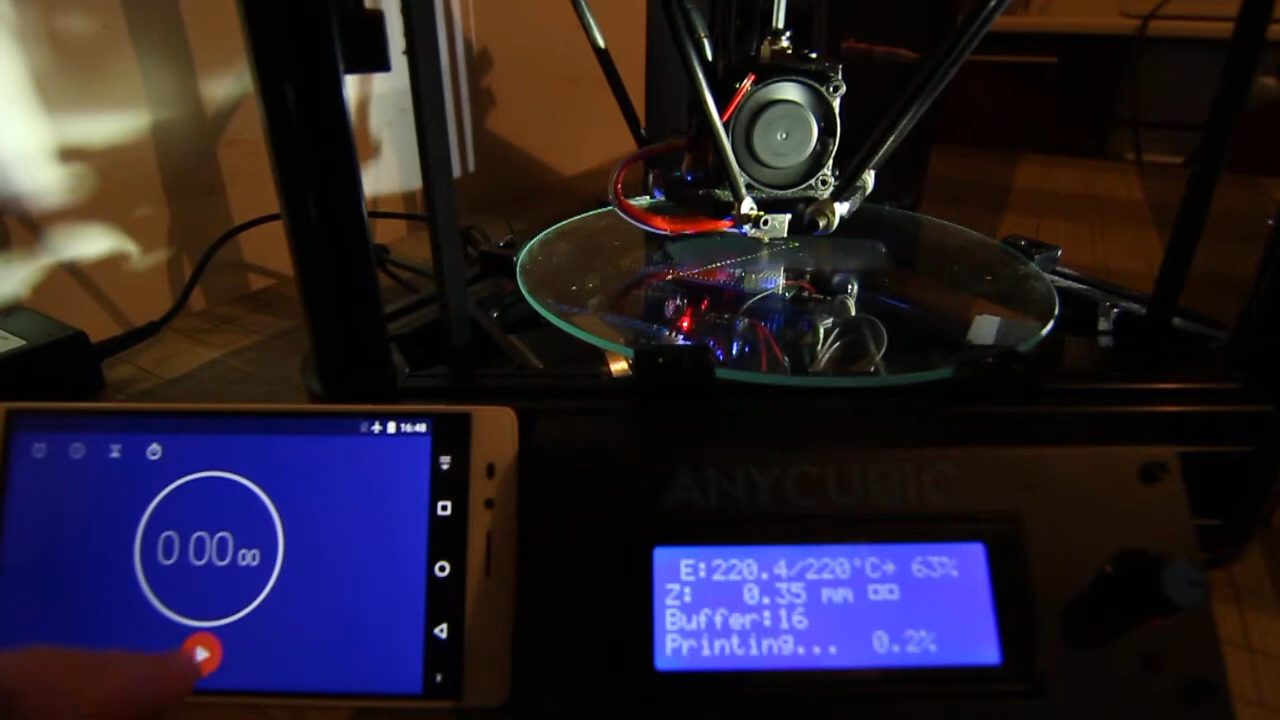 16:48
0 00 00
ANYCUBIC
E:220.4/220°C→ 63%
Z: 0.35 mm
Buffer:16
Printing... 0.2%